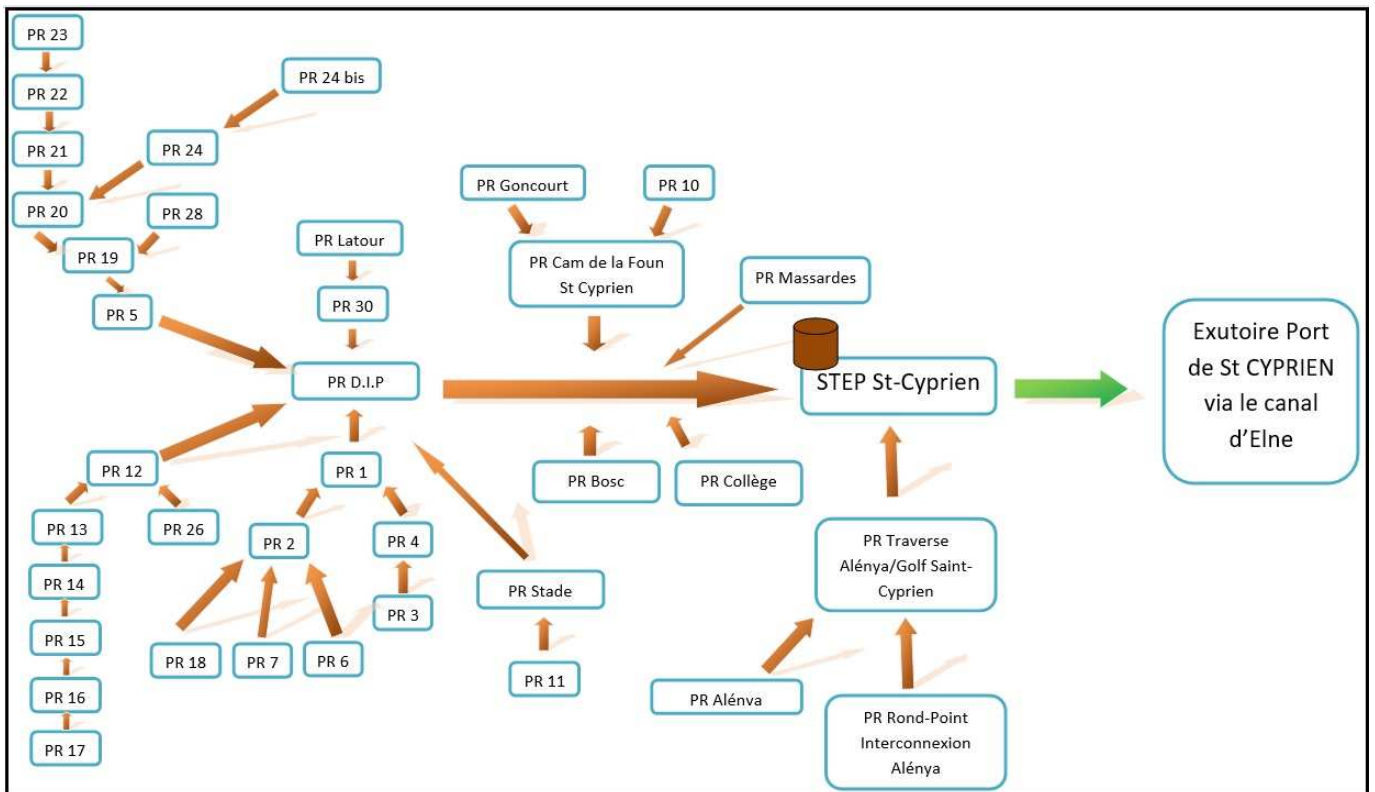 PR 23
PR 22
PR 21
PR 20
PR 24 bis
PR 24
PR 28
PR 19
PR 5
PR Latour
PR 30
PR D.I.P
PR Goncourt
PR 10
PR Cam de la Foun
St Cyprien
PR Massardes
STEP St-Cyprien
Exutoire Port
de St CYPRIEN
via le canal
d'Elne
PR 12
PR 13
PR 26
PR 14
PR 15
PR 16
PR 17
PR 1
PR 2
PR 4
PR 3
PR 18
PR 7
PR 6
PR Stade
PR 11
PR Bosc
PR Collège
PR Traverse
Alénya/Golf Saint-
Cyprien
PR Alénva
PR Rond-Point
Interconnexion
Alénya